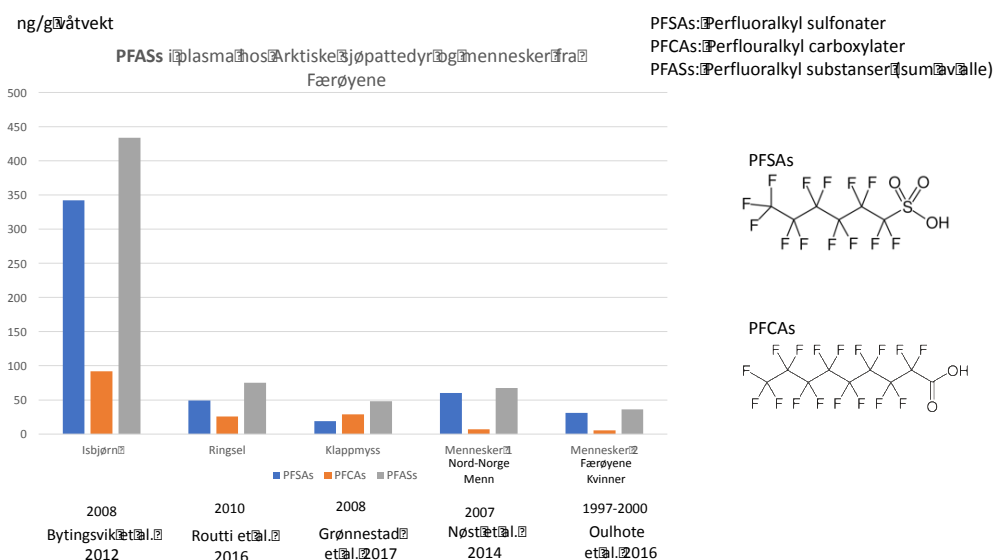 ng/g våtvekt
PFSAs: Perfluoralkyl sulfonater
PFCAs: Perflouralkyl carboxylater
PFASs: Perfluoralkyl substanser (sum av alle)
PFASs i plasma hos Arktiske sjøpattedyr og mennesker fra
Færøyene
500
450
400
350
300
250
200
150
100
50
0
Isbjørn
Ringsel
Klappmyss
Mennesker 1
Nord-Norge
Menn
Mennesker 2
Færøyene
Kvinner
PFSAs PFCAs PFASs
2008
Bytingsvik et al.
2012
2010
Routti et al.
2016
2008
Grønnestad
et al. 2017
2007
Nøst et al.
2014
1997-2000
Oulhote
et al. 2016
PFSAs
F F F F F O O
F S
F OH
F F F F F F
PFCAs
F F F F F F F F
F OH
F F F F F F F F O